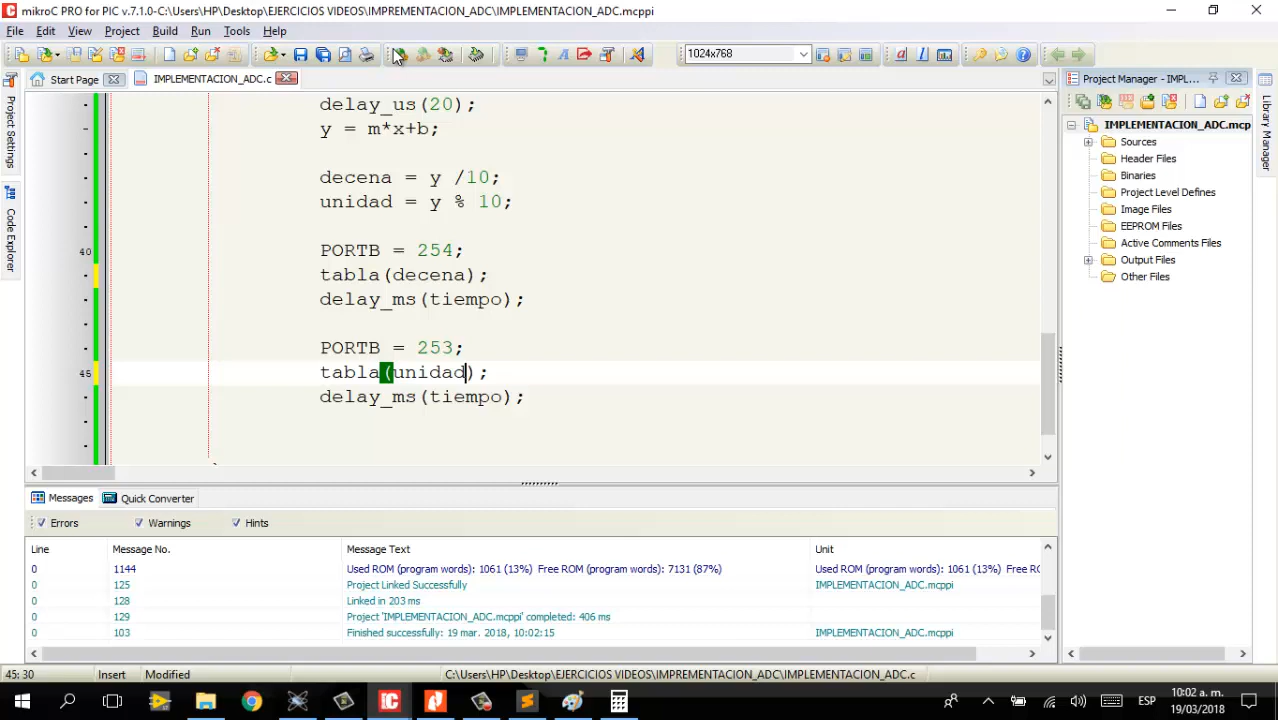 mikroC PRO for PIC v.7.1.0-C:\Users\HP\Desktop\EJERCICIOS VIDEOS\IMPREMENTACION_ADC\IMPLEMENTACION_ADC.mcppi
File Edit View Project Build Run Tools Help
1024x768
Start Page IMPLEMENTACION_ADC.c
Project Manager - IMPL...
Project Settings
Code Explorer
Library Manager
delay_us(20);
y = m*x+b;
decena = y /10;
unidad = y % 10;
40 PORTB = 254;
tabla(decena);
delay_ms(tiempo);
PORTB = 253;
45 tabla(unidad);
delay_ms(tiempo);
IMPLEMENTACION_ADC.mcp
Sources
Header Files
Binaries
Project Level Defines
Image Files
EEPROM Files
Active Comments Files
Output Files
Other Files
Messages Quick Converter
Errors Warnings Hints
Line Message No. Message Text Unit
0 1144 Used ROM (program words): 1061 (13%) Free ROM (program words): 7131 (87%) Used ROM (program words): 1061 (13%) Free RO
0 125 Project Linked Successfully IMPLEMENTACION_ADC.mcppi
0 128 Linked in 203 ms
0 129 Project 'IMPLEMENTACION_ADC.mcppi' completed: 406 ms
0 103 Finished successfully: 19 mar. 2018, 10:02:15 IMPLEMENTACION_ADC.mcppi
45: 30 Insert Modified C:\Users\HP\Desktop\EJERCICIOS VIDEOS\IMPREMENTACION_ADC\IMPLEMENTACION_ADC.c
ESP 10:02 a. m.
19/03/2018